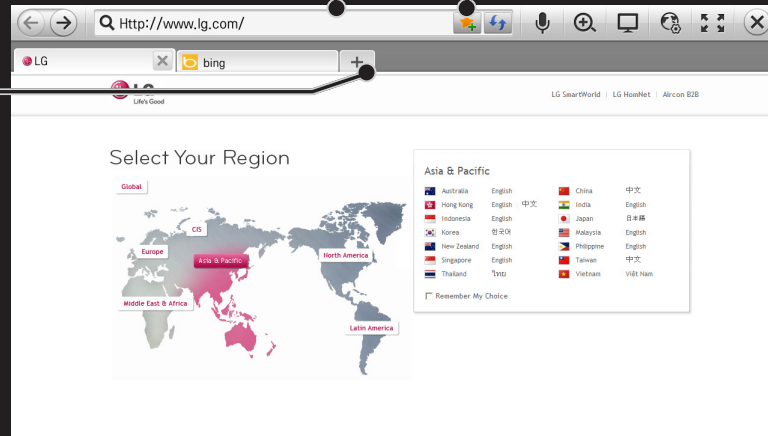 Http://www.lg.com/
LG
bing
LG
Life's Good
LG SmartWorld | LG HomNet | Aircon B2B
Select Your Region
Global
CIS
Europe
Asia & Pacific
North America
Middle East & Africa
Latin America
Asia & Pacific
Australia English
Hong Kong English | 中文
Indonesia English
Korea 한국어
New Zealand English
Singapore English
Thailand ไทย
China 中文
India English
Japan 日本語
Malaysia English
Philippine English
Taiwan 中文
Vietnam Việt Nam
Remember My Choice